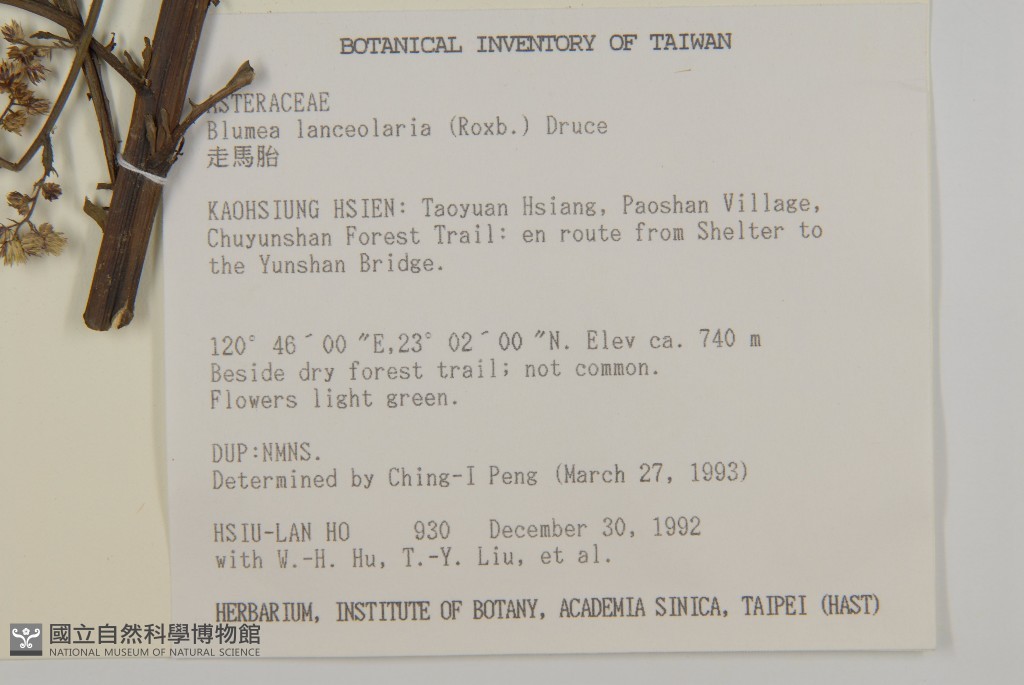 BOTANICAL INVENTORY OF TAIWAN
ASTERACEAE
Blumea lanceolaria (Roxb.) Druce
走馬胎
KAOHSIUNG HSIEN: Taoyuan Hsiang, Paoshan Village,
Chuyunshan Forest Trail: en route from Shelter to
the Yunshan Bridge.
120° 46´00 ″E,23° 02´00 ″N. Elev ca. 740 m
Beside dry forest trail; not common.
Flowers light green.
DUP:NMNS.
Determined by Ching-I Peng (March 27, 1993)
HSIU-LAN HO 930 December 30, 1992
with W.-H. Hu, T.-Y. Liu, et al.
HERBARIUM, INSTITUTE OF BOTANY, ACADEMIA SINICA, TAIPEI (HAST)
國立自然科學博物館
NATIONAL MUSEUM OF NATURAL SCIENCE